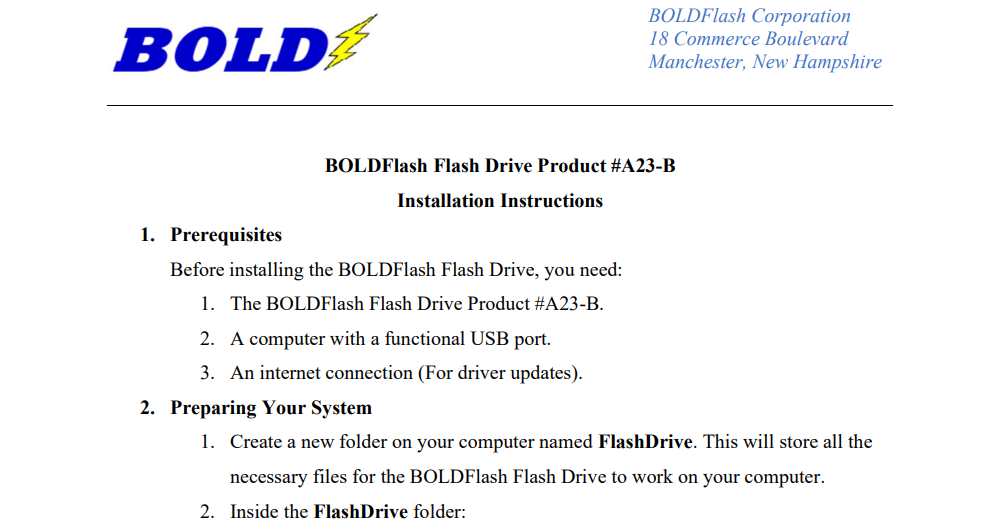 BOLD
BOLDFlash Corporation
18 Commerce Boulevard
Manchester, New Hampshire
BOLDFlash Flash Drive Product #A23-B
Installation Instructions
1. Prerequisites
Before installing the BOLDFlash Flash Drive, you need:
1. The BOLDFlash Flash Drive Product #A23-B.
2. A computer with a functional USB port.
3. An internet connection (For driver updates).
2. Preparing Your System
1. Create a new folder on your computer named FlashDrive. This will store all the
necessary files for the BOLDFlash Flash Drive to work on your computer.
2. Inside the FlashDrive folder: